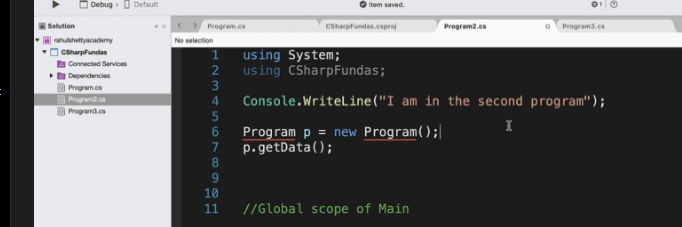 Debug › Default
Item saved.
1
Solution
Program.cs
CSharpFundas.csproj
Program2.cs
Program3.cs
rahulshettyacademy
No selection
CSharpFundas
Connected Services
Dependencies
Program.cs
Program2.cs
Program3.cs
1 using System;
2 using CSharpFundas;
3
4 Console.WriteLine("I am in the second program");
5
6 Program p = new Program();
7 p.getData();
8
9
10
11 //Global scope of Main